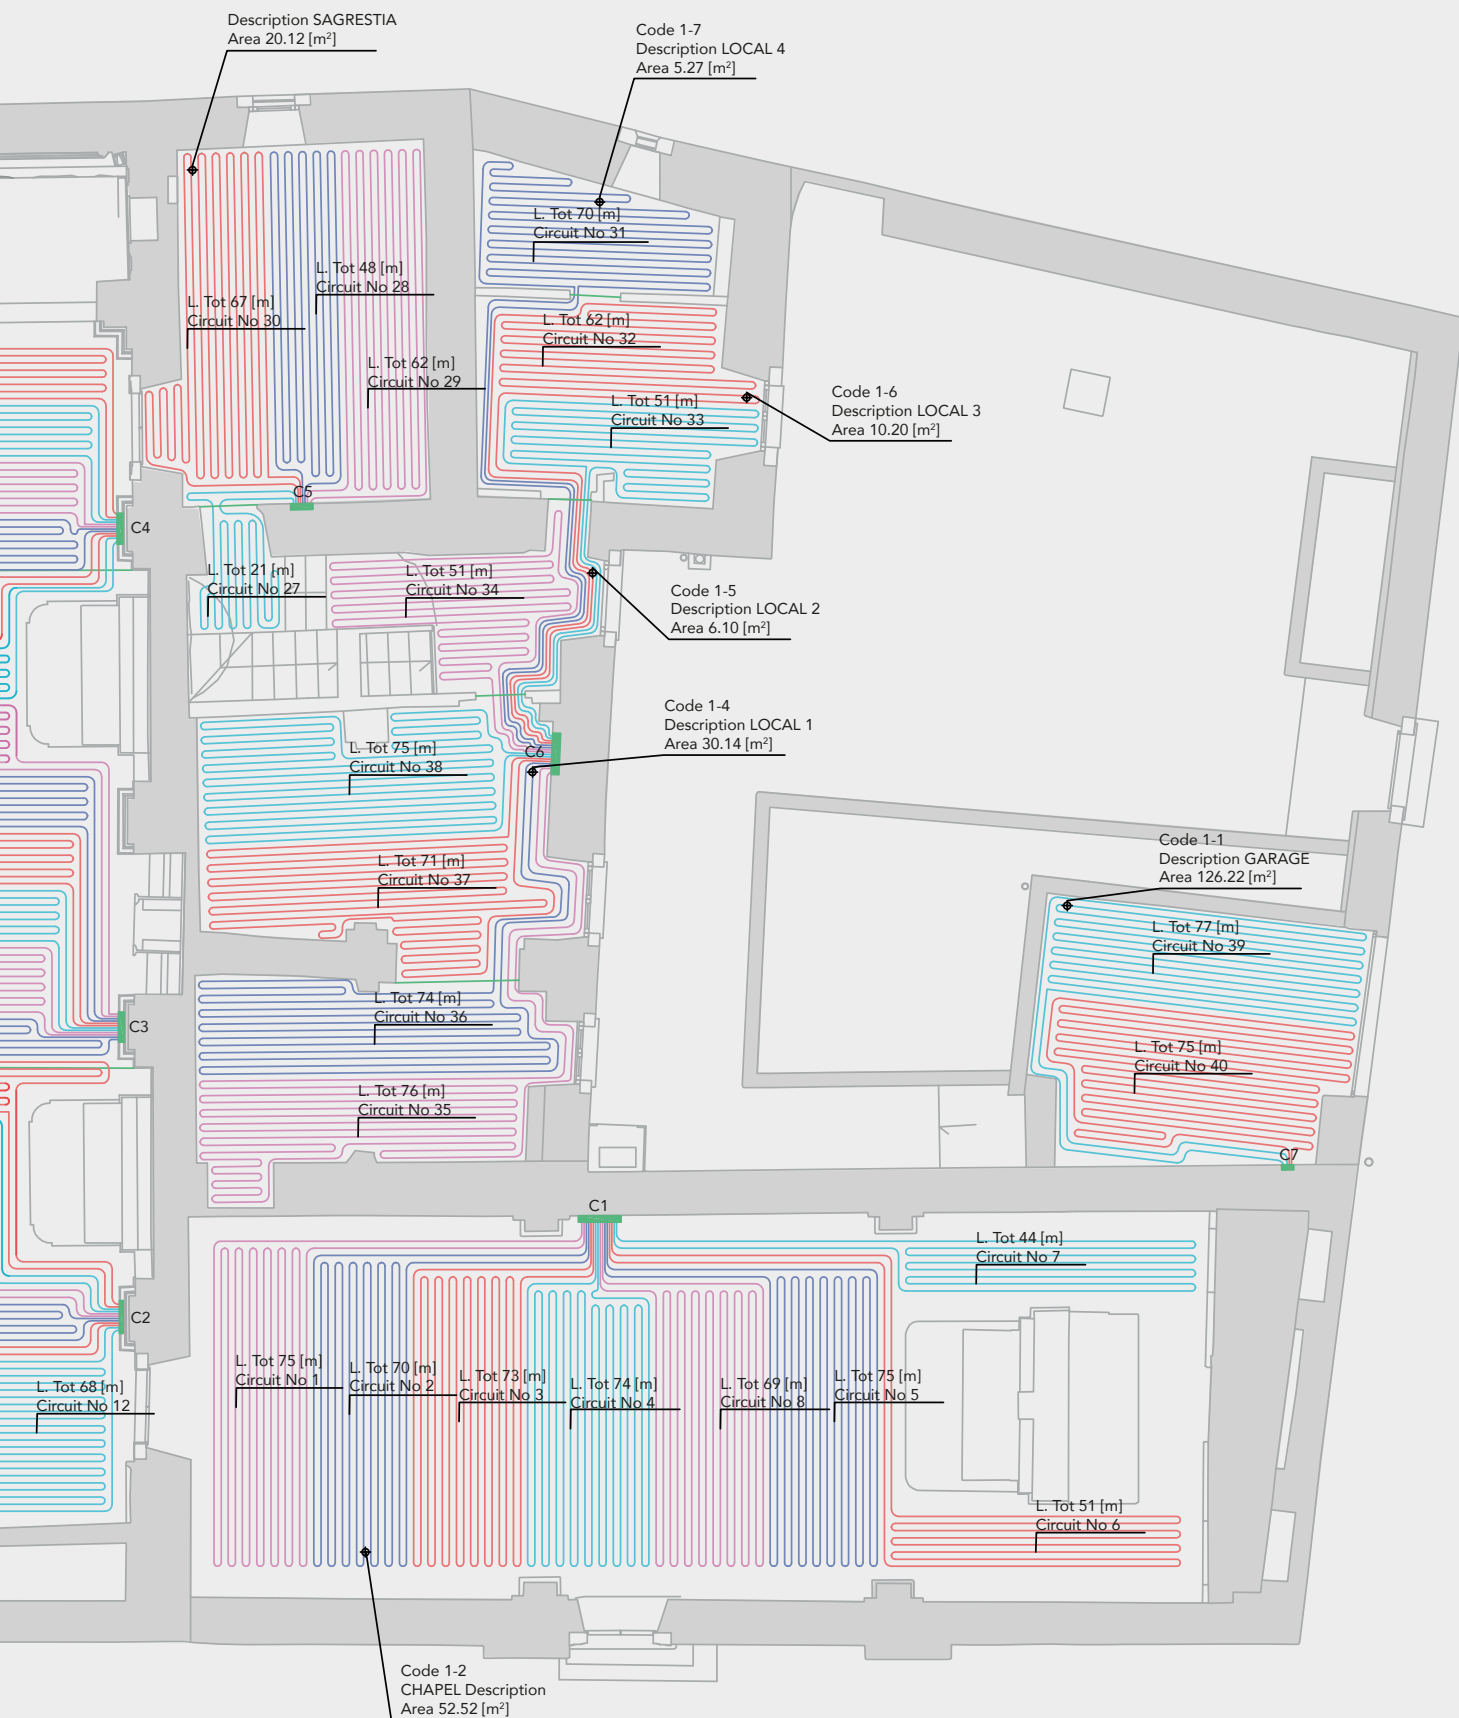 Description SAGRESTIA
Area 20.12 [m²]
Code 1-7
Description LOCAL 4
Area 5.27 [m²]
L. Tot 70 [m]
Circuit No 31
L. Tot 48 [m]
Circuit No 28
L. Tot 67 [m]
Circuit No 30
L. Tot 62 [m]
Circuit No 32
L. Tot 62 [m]
Circuit No 29
L. Tot 51 [m]
Circuit No 33
Code 1-6
Description LOCAL 3
Area 10.20 [m²]
C5
C4
L. Tot 21 [m]
Circuit No 27
L. Tot 51 [m]
Circuit No 34
Code 1-5
Description LOCAL 2
Area 6.10 [m²]
Code 1-4
Description LOCAL 1
Area 30.14 [m²]
C6
L. Tot 75 [m]
Circuit No 38
Code 1-1
Description GARAGE
Area 126.22 [m²]
L. Tot 71 [m]
Circuit No 37
L. Tot 77 [m]
Circuit No 39
L. Tot 74 [m]
Circuit No 36
C3
L. Tot 75 [m]
Circuit No 40
L. Tot 76 [m]
Circuit No 35
C7
C1
L. Tot 44 [m]
Circuit No 7
C2
L. Tot 68 [m]
Circuit No 12
L. Tot 75 [m]
Circuit No 1
L. Tot 70 [m]
Circuit No 2
L. Tot 73 [m]
Circuit No 3
L. Tot 74 [m]
Circuit No 4
L. Tot 69 [m]
Circuit No 8
L. Tot 75 [m]
Circuit No 5
L. Tot 51 [m]
Circuit No 6
Code 1-2
CHAPEL Description
Area 52.52 [m²]